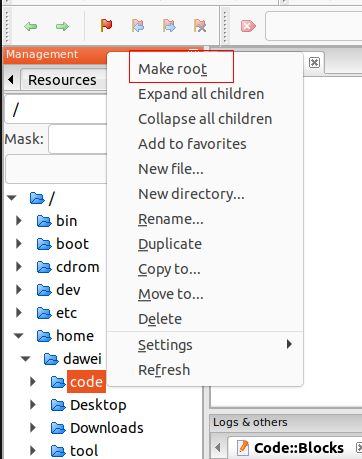 Management
Resources
/
Mask:
/
bin
boot
cdrom
dev
etc
home
dawei
code
Desktop
Downloads
tool
Make root
Expand all children
Collapse all children
Add to favorites
New file...
New directory...
Rename...
Duplicate
Copy to...
Move to...
Delete
Settings
Refresh
Logs & others
Code::Blocks